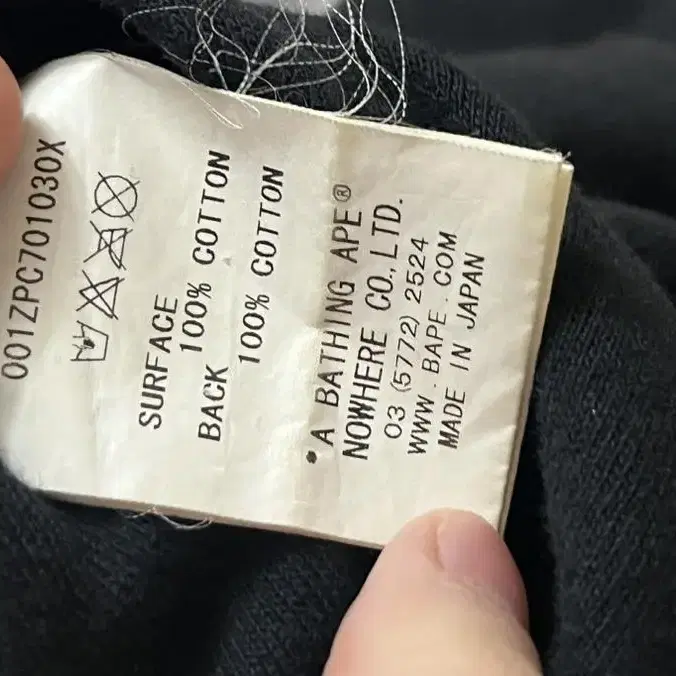 001ZPC701030X
SURFACE
100% COTTON
BACK
100% COTTON
*A BATHING APE®
NOWHERE CO., LTD.
03 (5772) 2524
WWW.BAPE.COM
MADE IN JAPAN